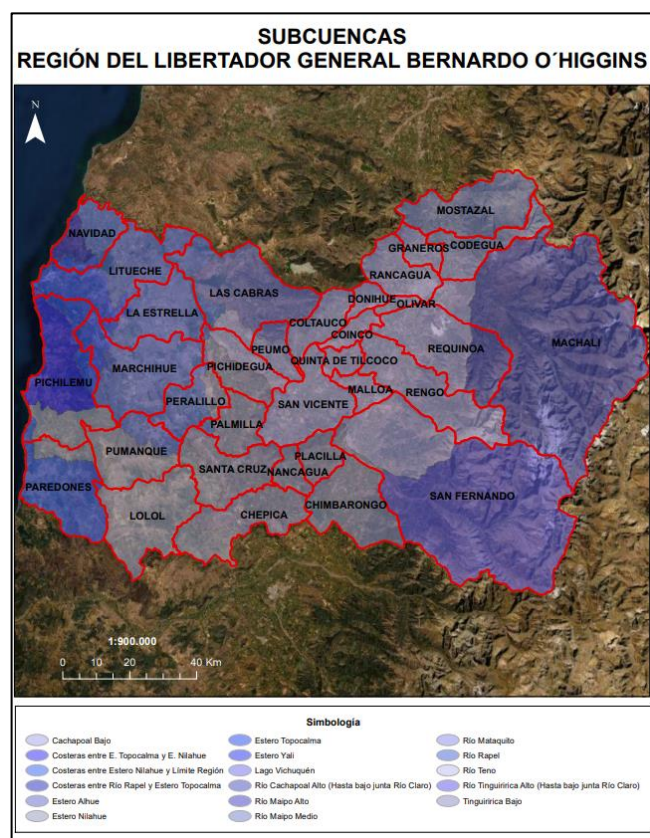 SUBCUENCAS
REGIÓN DEL LIBERTADOR GENERAL BERNARDO O´HIGGINS
N
MOSTAZAL
NAVIDAD
GRANEROS
CODEGUA
LITUECHE
RANCAGUA
LAS CABRAS
DONIHUE
OLIVAR
LA ESTRELLA
COLTAUCO
COINCO
MACHALI
REQUINOA
PEUMO
QUINTA DE TILCOCO
PICHIDEGUA
MARCHIHUE
PICHILEMU
MALLOA
RENGO
PERALILLO
SAN VICENTE
PALMILLA
PUMANQUE
PLACILLA
SANTA CRUZ
NANCAGUA
PAREDONES
SAN FERNANDO
CHIMBARONGO
LOLOL
CHEPICA
1:900.000
0 10 20 40 Km
Simbología
Cachapoal Bajo
Costeras entre E. Topocalma y E. Nilahue
Costeras entre Estero Nilahue y Límite Región
Costeras entre Río Rapel y Estero Topocalma
Estero Alhue
Estero Nilahue
Estero Topocalma
Estero Yali
Lago Vichuquén
Río Cachapoal Alto (Hasta bajo junta Río Claro)
Río Maipo Alto
Río Maipo Medio
Río Mataquito
Río Rapel
Río Teno
Río Tinguiririca Alto (Hasta bajo junta Río Claro)
Tinguiririca Bajo